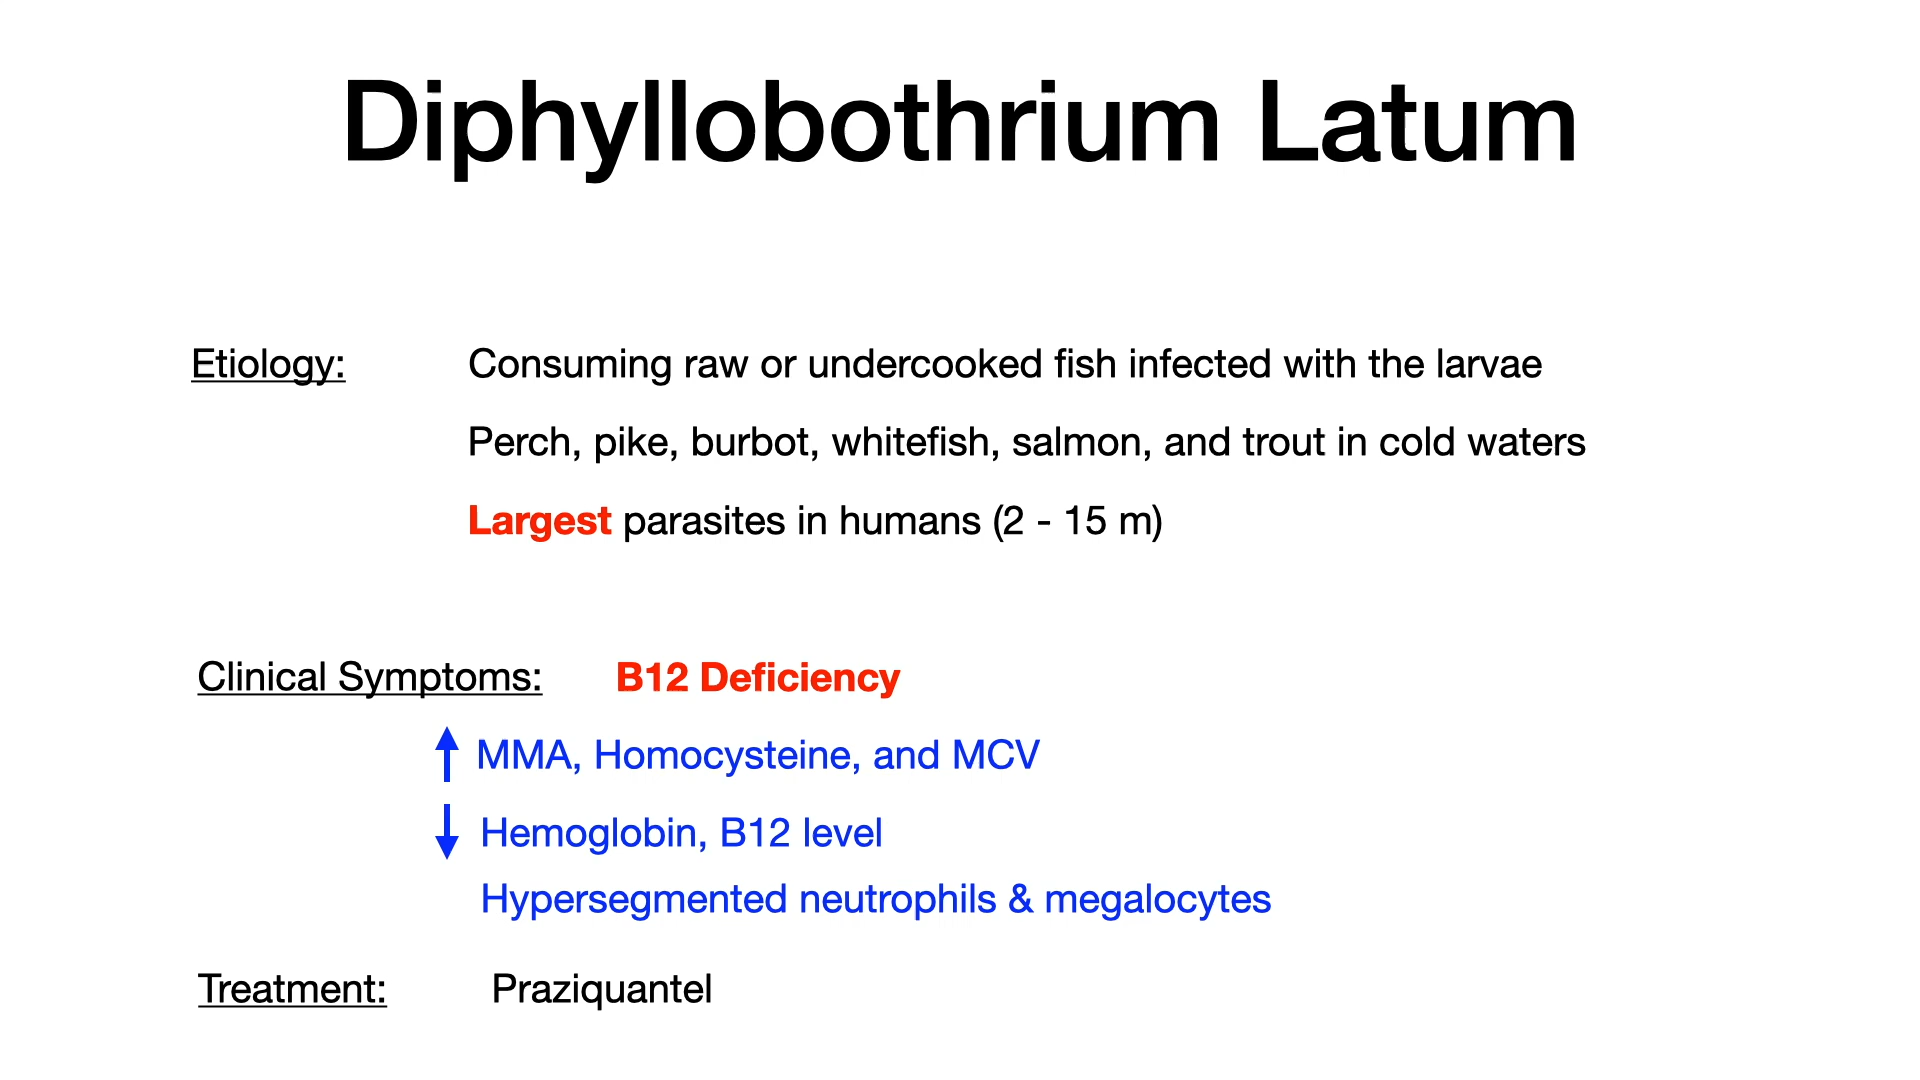 Diphyllobothrium Latum
Etiology: Consuming raw or undercooked fish infected with the larvae
Perch, pike, burbot, whitefish, salmon, and trout in cold waters
Largest parasites in humans (2 - 15 m)
Clinical Symptoms: B12 Deficiency
MMA, Homocysteine, and MCV
Hemoglobin, B12 level
Hypersegmented neutrophils & megalocytes
Treatment: Praziquantel